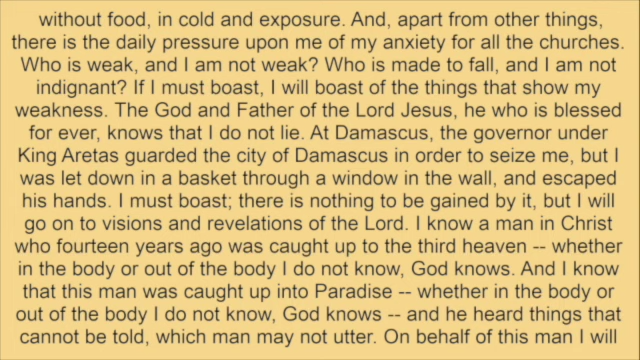 without food, in cold and exposure. And, apart from other things,
there is the daily pressure upon me of my anxiety for all the churches.
Who is weak, and I am not weak? Who is made to fall, and I am not
indignant? If I must boast, I will boast of the things that show my
weakness. The God and Father of the Lord Jesus, he who is blessed
for ever, knows that I do not lie. At Damascus, the governor under
King Aretas guarded the city of Damascus in order to seize me, but I
was let down in a basket through a window in the wall, and escaped
his hands. I must boast; there is nothing to be gained by it, but I will
go on to visions and revelations of the Lord. I know a man in Christ
who fourteen years ago was caught up to the third heaven -- whether
in the body or out of the body I do not know, God knows. And I know
that this man was caught up into Paradise -- whether in the body or
out of the body I do not know, God knows -- and he heard things that
cannot be told, which man may not utter. On behalf of this man I will